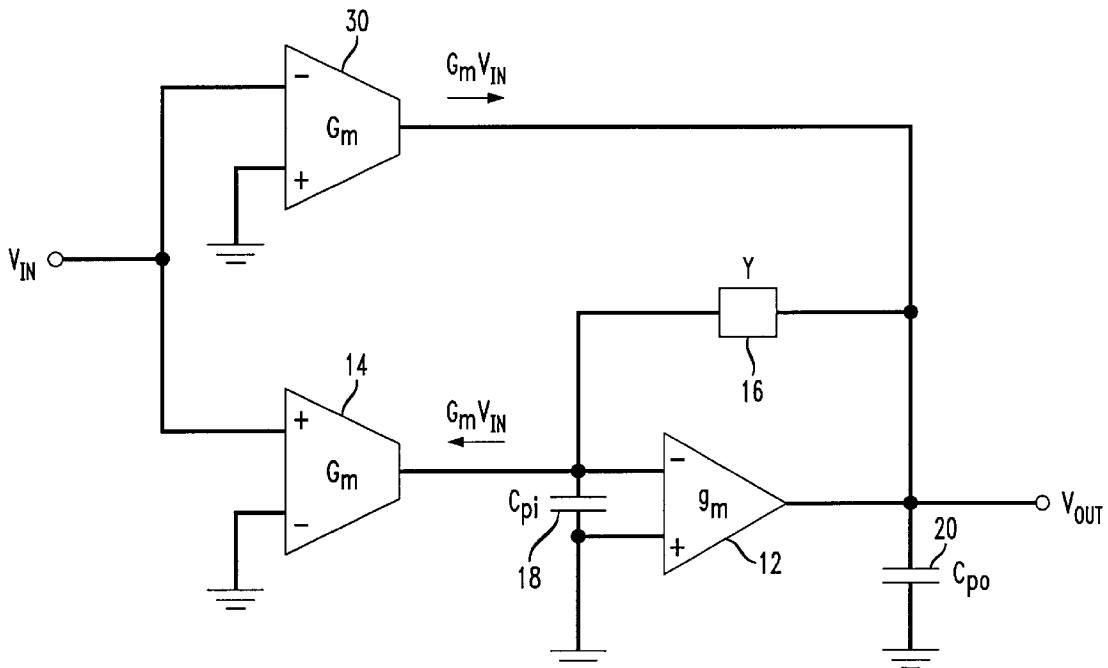 30
G_m V_IN
−
G_m
+
V_IN
Y
16
14
G_m V_IN
+
G_m
−
C_pi
18
−
g_m
+
12
V_OUT
20
C_po